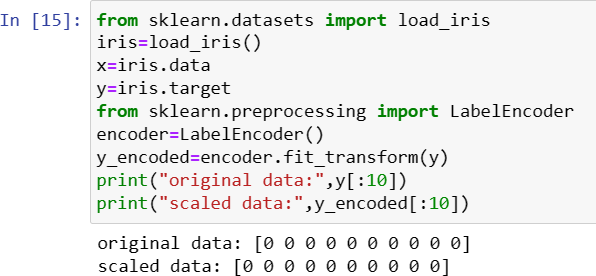 In [15]: from sklearn.datasets import load_iris
iris=load_iris()
x=iris.data
y=iris.target
from sklearn.preprocessing import LabelEncoder
encoder=LabelEncoder()
y_encoded=encoder.fit_transform(y)
print("original data:",y[:10])
print("scaled data:",y_encoded[:10])
original data: [0 0 0 0 0 0 0 0 0 0]
scaled data: [0 0 0 0 0 0 0 0 0 0]